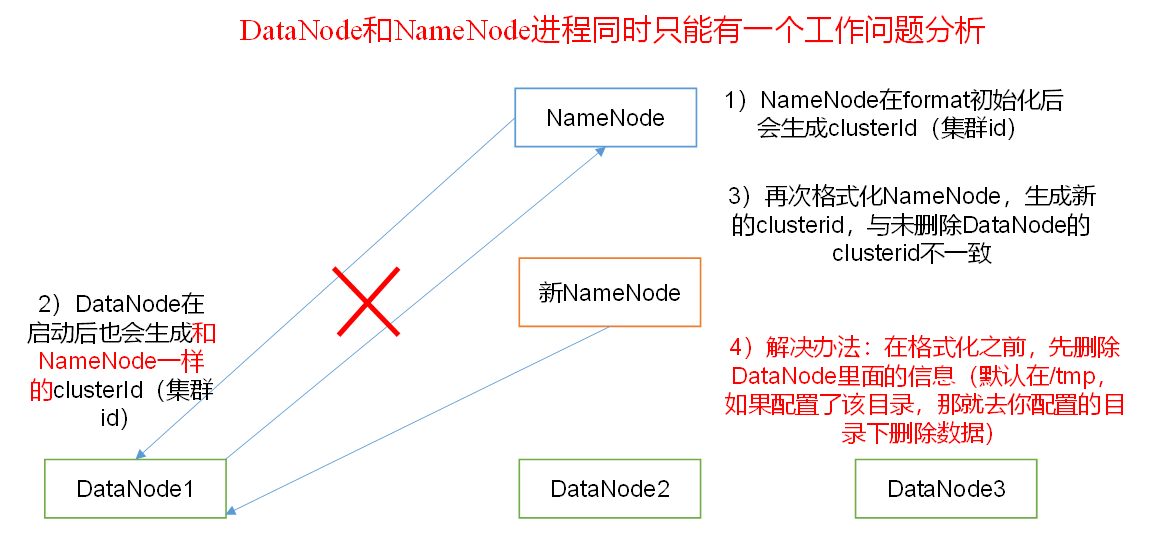 DataNode和NameNode进程同时只能有一个工作问题分析
NameNode
1）NameNode在format初始化后
会生成clusterId（集群id）
3）再次格式化NameNode，生成新
的clusterid，与未删除DataNode的
clusterid不一致
新NameNode
2）DataNode在
启动后也会生成和
NameNode一样
的clusterId（集群
id）
4）解决办法：在格式化之前，先删除
DataNode里面的信息（默认在/tmp，
如果配置了该目录，那就去你配置的目
录下删除数据）
DataNode1
DataNode2
DataNode3